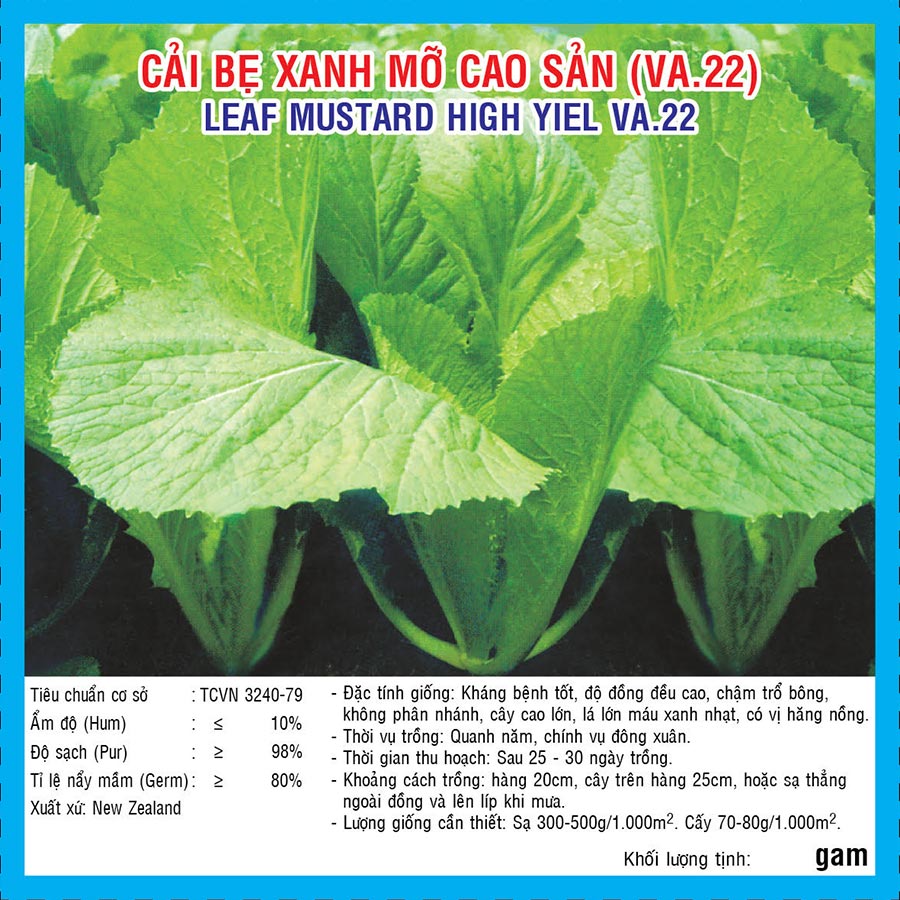 CẢI BẸ XANH MỠ CAO SẢN (VA.22)
LEAF MUSTARD HIGH YIEL VA.22
Tiêu chuẩn cơ sở : TCVN 3240-79
Ẩm độ (Hum) : ≤ 10%
Độ sạch (Pur) : ≥ 98%
Tỉ lệ nẩy mầm (Germ) : ≥ 80%
Xuất xứ: New Zealand
- Đặc tính giống: Kháng bệnh tốt, độ đồng đều cao, chậm trổ bông,
không phân nhánh, cây cao lớn, lá lớn máu xanh nhạt, có vị hăng nồng.
- Thời vụ trồng: Quanh năm, chính vụ đông xuân.
- Thời gian thu hoạch: Sau 25 - 30 ngày trồng.
- Khoảng cách trồng: hàng 20cm, cây trên hàng 25cm, hoặc sạ thẳng
ngoài đồng và lên líp khi mưa.
- Lượng giống cần thiết: Sạ 300-500g/1.000m². Cấy 70-80g/1.000m².
Khối lượng tịnh: gam